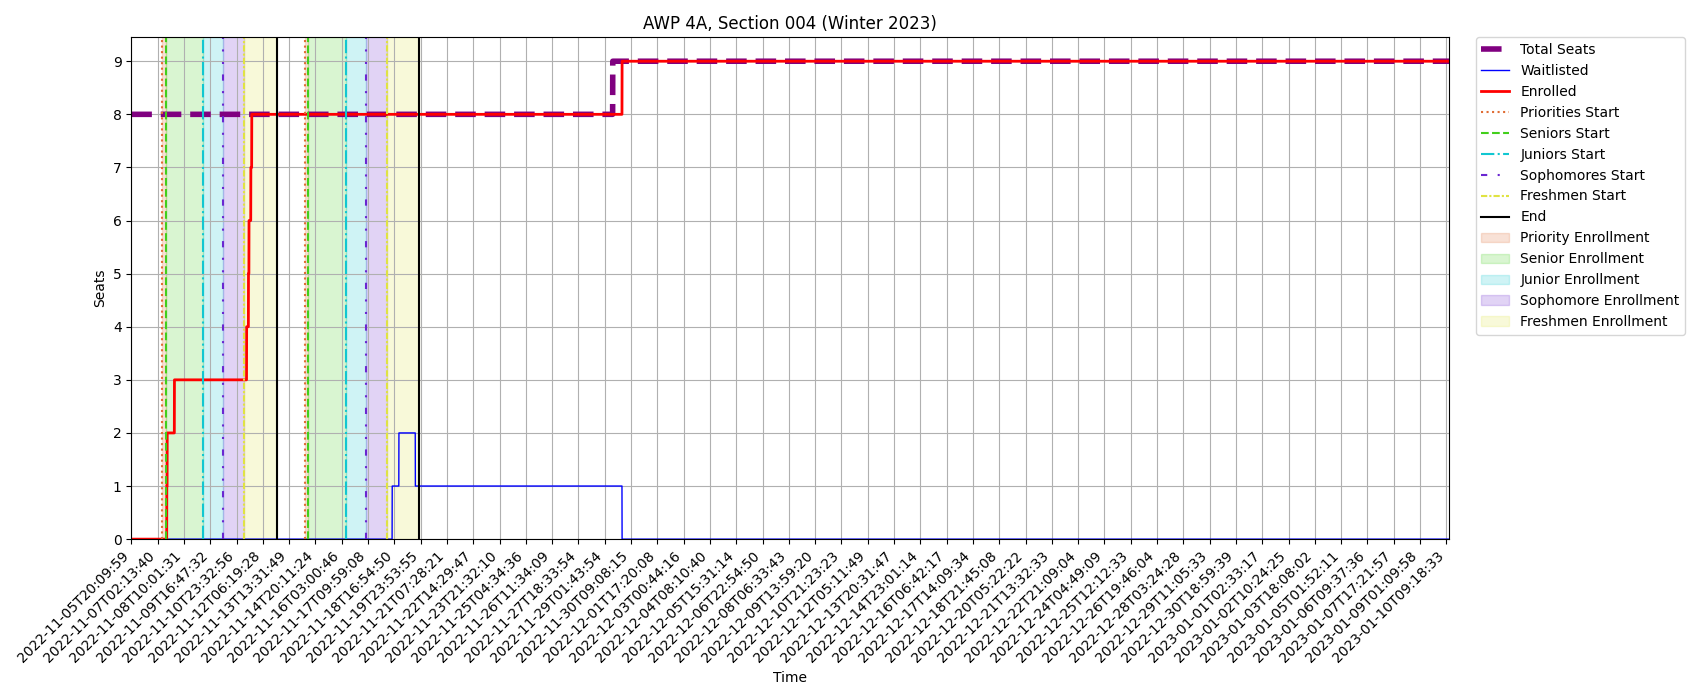 AWP 4A, Section 004 (Winter 2023)
Seats
9
8
7
6
5
4
3
2
1
0
2022-11-05T20:09:59
2022-11-07T02:13:40
2022-11-08T10:01:31
2022-11-09T16:47:32
2022-11-10T23:32:56
2022-11-12T06:19:28
2022-11-13T13:31:49
2022-11-14T20:11:24
2022-11-16T03:00:46
2022-11-17T09:59:08
2022-11-18T16:54:50
2022-11-19T23:53:55
2022-11-21T07:28:21
2022-11-22T14:29:47
2022-11-23T21:32:10
2022-11-25T04:34:36
2022-11-26T11:34:09
2022-11-27T18:33:54
2022-11-29T01:43:54
2022-11-30T09:08:15
2022-12-01T17:20:08
2022-12-03T00:44:16
2022-12-04T08:10:40
2022-12-05T15:31:14
2022-12-06T22:54:50
2022-12-08T06:33:43
2022-12-09T13:59:20
2022-12-10T21:23:23
2022-12-12T05:11:49
2022-12-13T20:31:47
2022-12-14T23:01:14
2022-12-16T06:42:17
2022-12-17T14:09:34
2022-12-18T21:45:08
2022-12-20T05:22:22
2022-12-21T13:32:33
2022-12-22T21:09:04
2022-12-24T04:49:09
2022-12-25T12:12:33
2022-12-26T19:46:04
2022-12-28T03:24:28
2022-12-29T11:05:33
2022-12-30T18:59:39
2023-01-01T02:33:17
2023-01-02T10:24:25
2023-01-03T18:08:02
2023-01-05T01:52:11
2023-01-06T09:37:36
2023-01-07T17:21:57
2023-01-09T01:09:58
2023-01-10T09:18:33
Time
Total Seats
Waitlisted
Enrolled
Priorities Start
Seniors Start
Juniors Start
Sophomores Start
Freshmen Start
End
Priority Enrollment
Senior Enrollment
Junior Enrollment
Sophomore Enrollment
Freshmen Enrollment